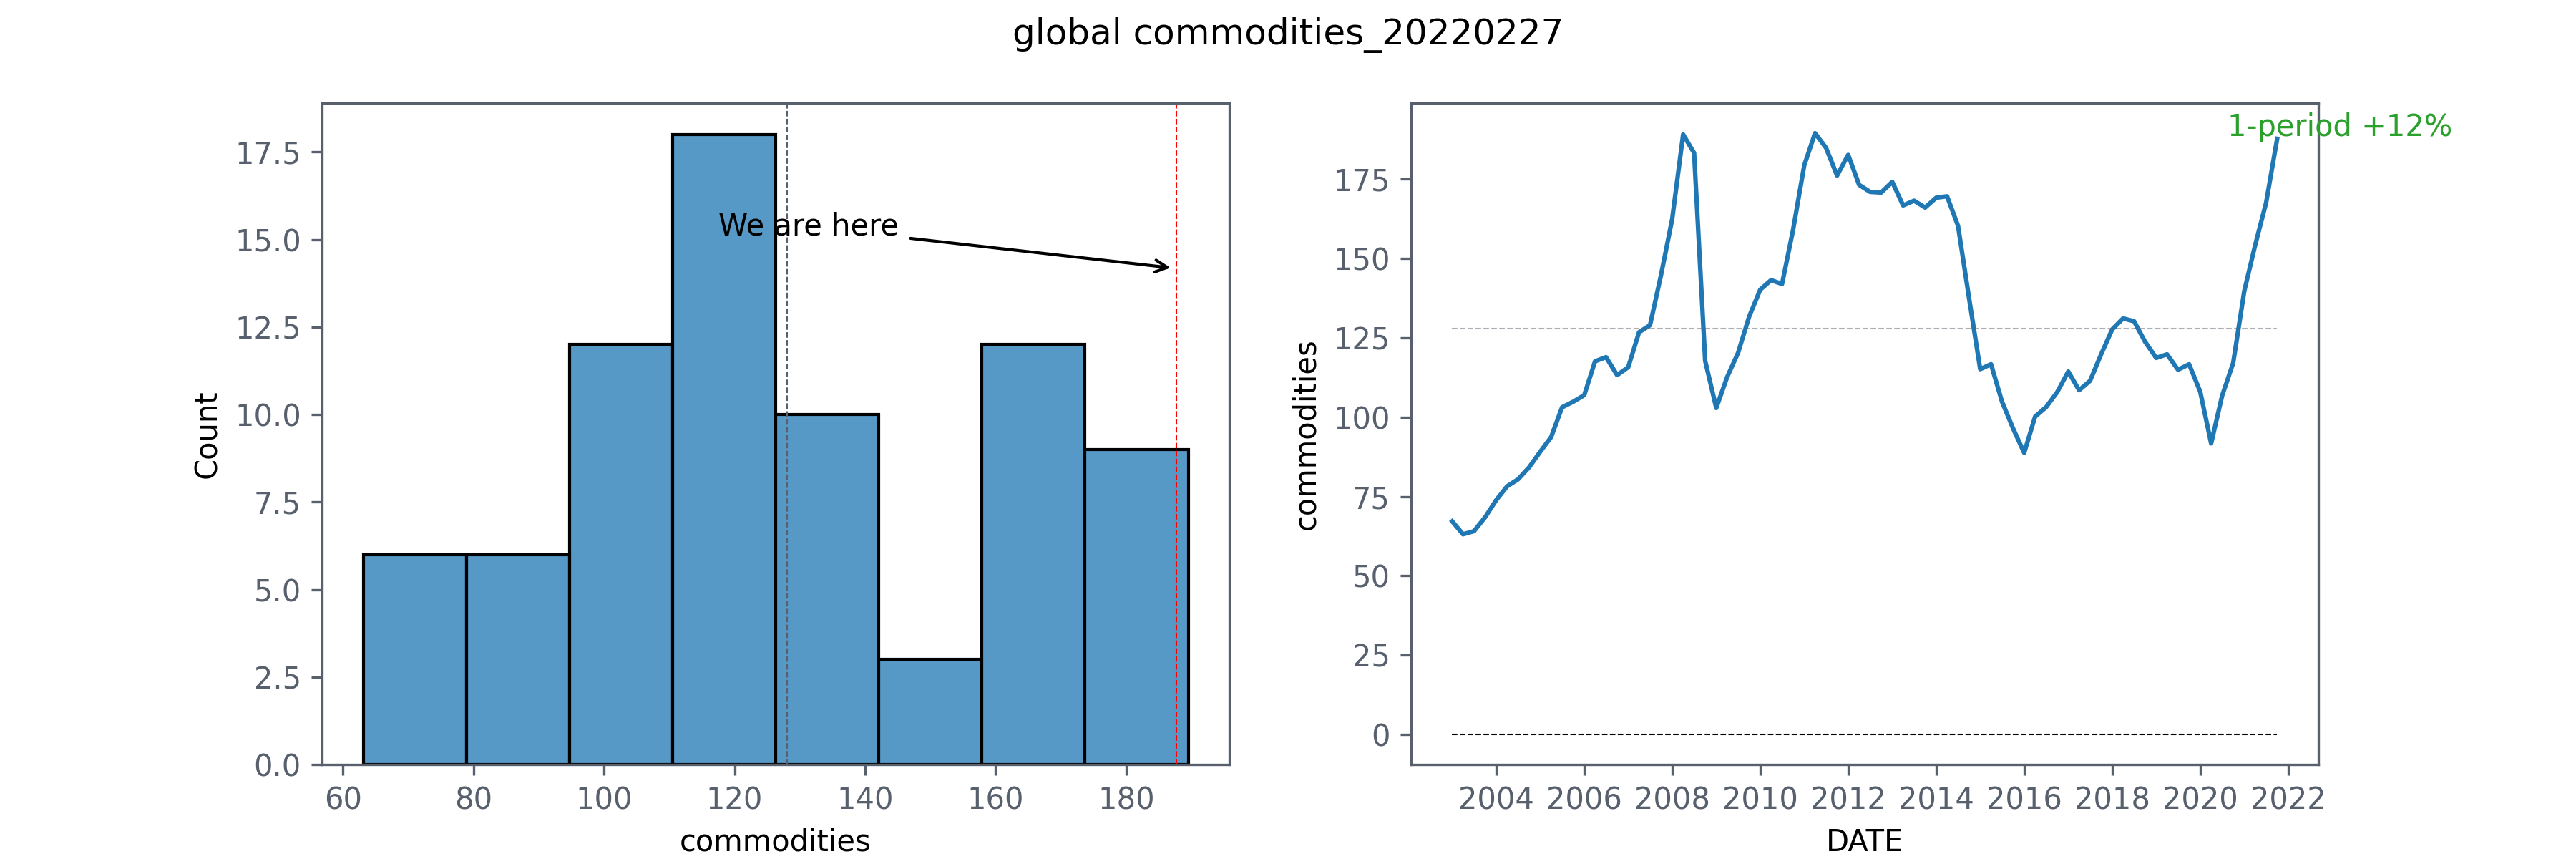 global commodities_20220227
17.5
15.0
12.5
10.0
7.5
5.0
2.5
0.0
Count
We are here
60 80 100 120 140 160 180
commodities
1-period +12%
175
150
125
100
75
50
25
0
commodities
2004 2006 2008 2010 2012 2014 2016 2018 2020 2022
DATE